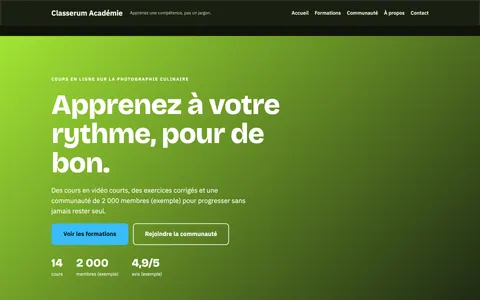 Classerum Académie
Apprenez une compétence, pas un jargon.
Accueil Formations Communauté À propos Contact
COURS EN LIGNE SUR LA PHOTOGRAPHIE CULINAIRE
Apprenez à votre
rythme, pour de
bon.
Des cours en vidéo courts, des exercices corrigés et une
communauté de 2 000 membres (exemple) pour progresser sans
jamais rester seul.
Voir les formations Rejoindre la communauté
14 2 000 4,9/5
cours membres (exemple) avis (exemple)